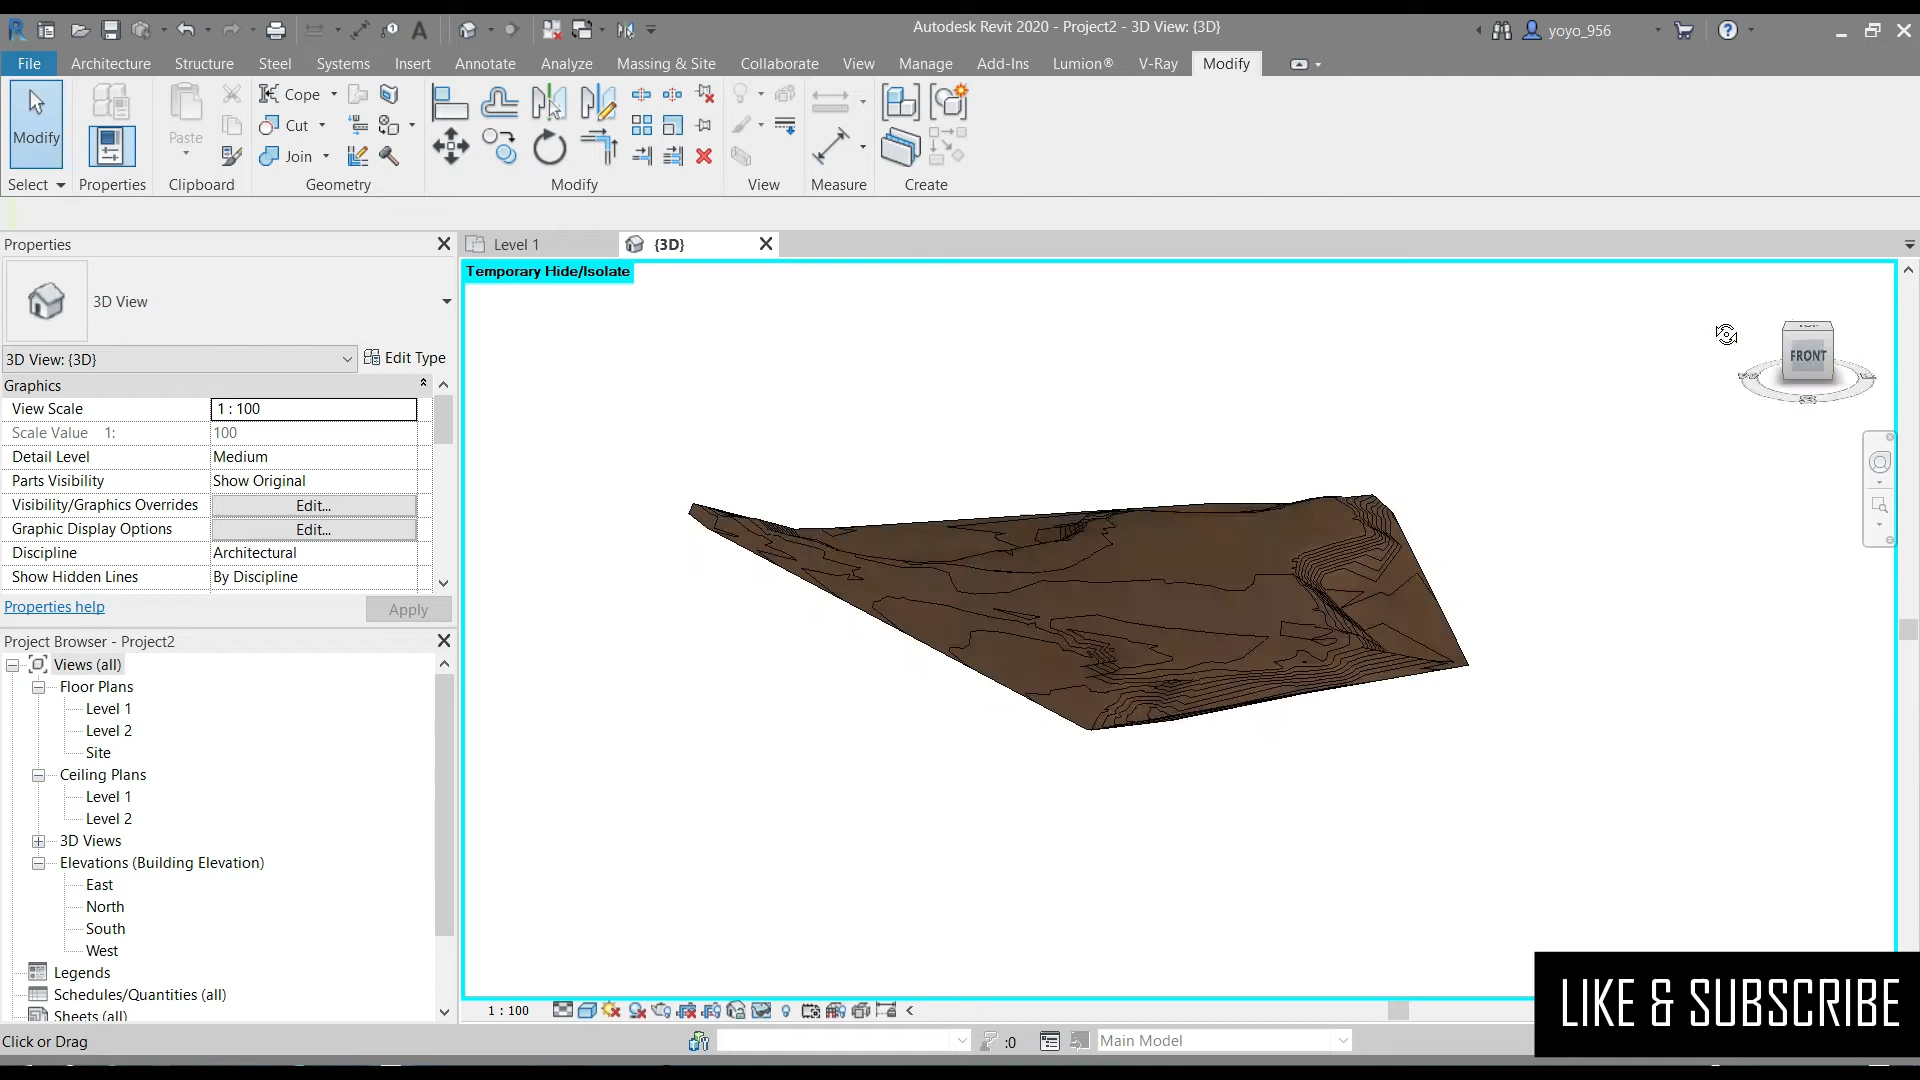 Autodesk Revit 2020 - Project2 - 3D View: {3D}
yoyo_956
File Architecture Structure Steel Systems Insert Annotate Analyze Massing & Site Collaborate View Manage Add-Ins Lumion® V-Ray Modify
Modify
Paste
Cope
Cut
Join
Select Properties Clipboard Geometry Modify View Measure Create
Properties
Level 1
{3D}
Temporary Hide/Isolate
3D View
3D View: {3D}
Edit Type
Graphics
View Scale 1 : 100
Scale Value 1: 100
Detail Level Medium
Parts Visibility Show Original
Visibility/Graphics Overrides Edit...
Graphic Display Options Edit...
Discipline Architectural
Show Hidden Lines By Discipline
Properties help
Apply
TOP
FRONT
Project Browser - Project2
Views (all)
Floor Plans
Level 1
Level 2
Site
Ceiling Plans
Level 1
Level 2
3D Views
Elevations (Building Elevation)
East
North
South
West
Legends
Schedules/Quantities (all)
Sheets (all)
1 : 100
LIKE & SUBSCRIBE
Click or Drag
:0
Main Model